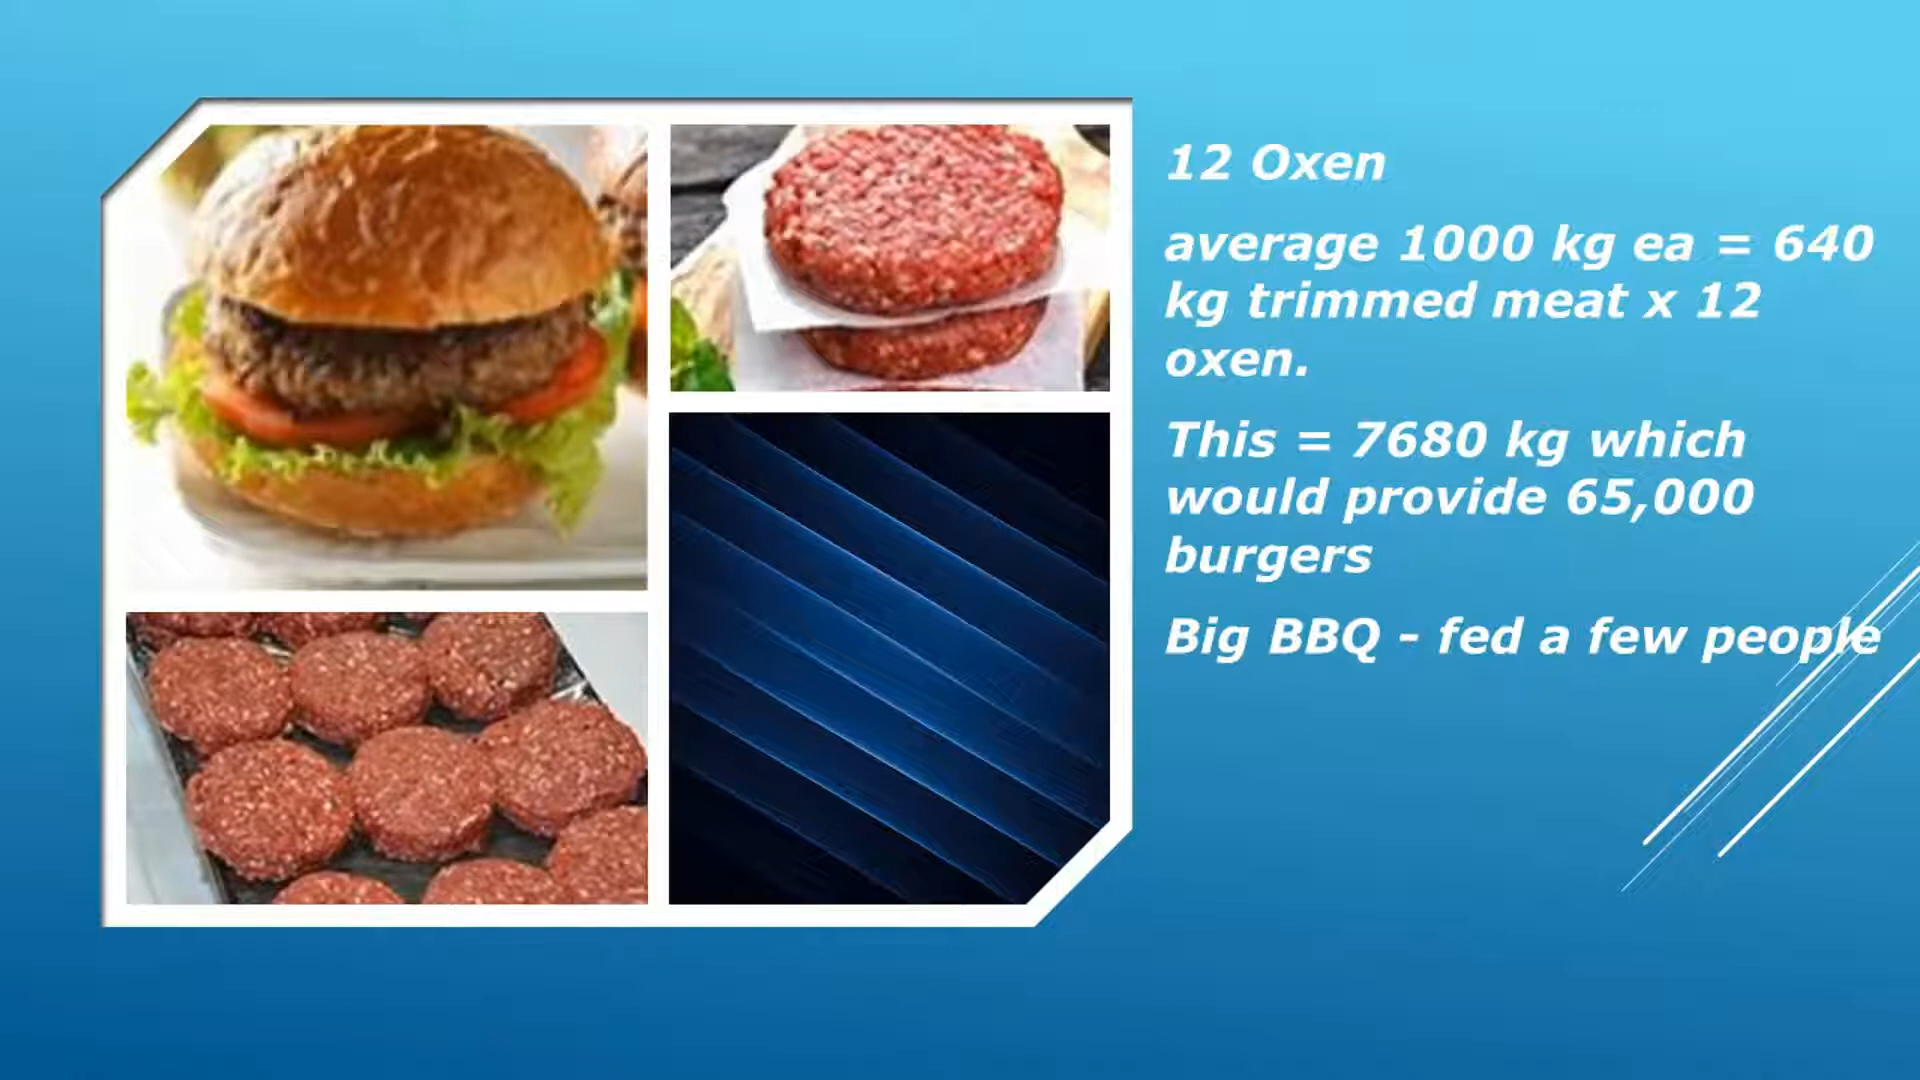 12 Oxen
average 1000 kg ea = 640
kg trimmed meat x 12
oxen.
This = 7680 kg which
would provide 65,000
burgers
Big BBQ - fed a few people